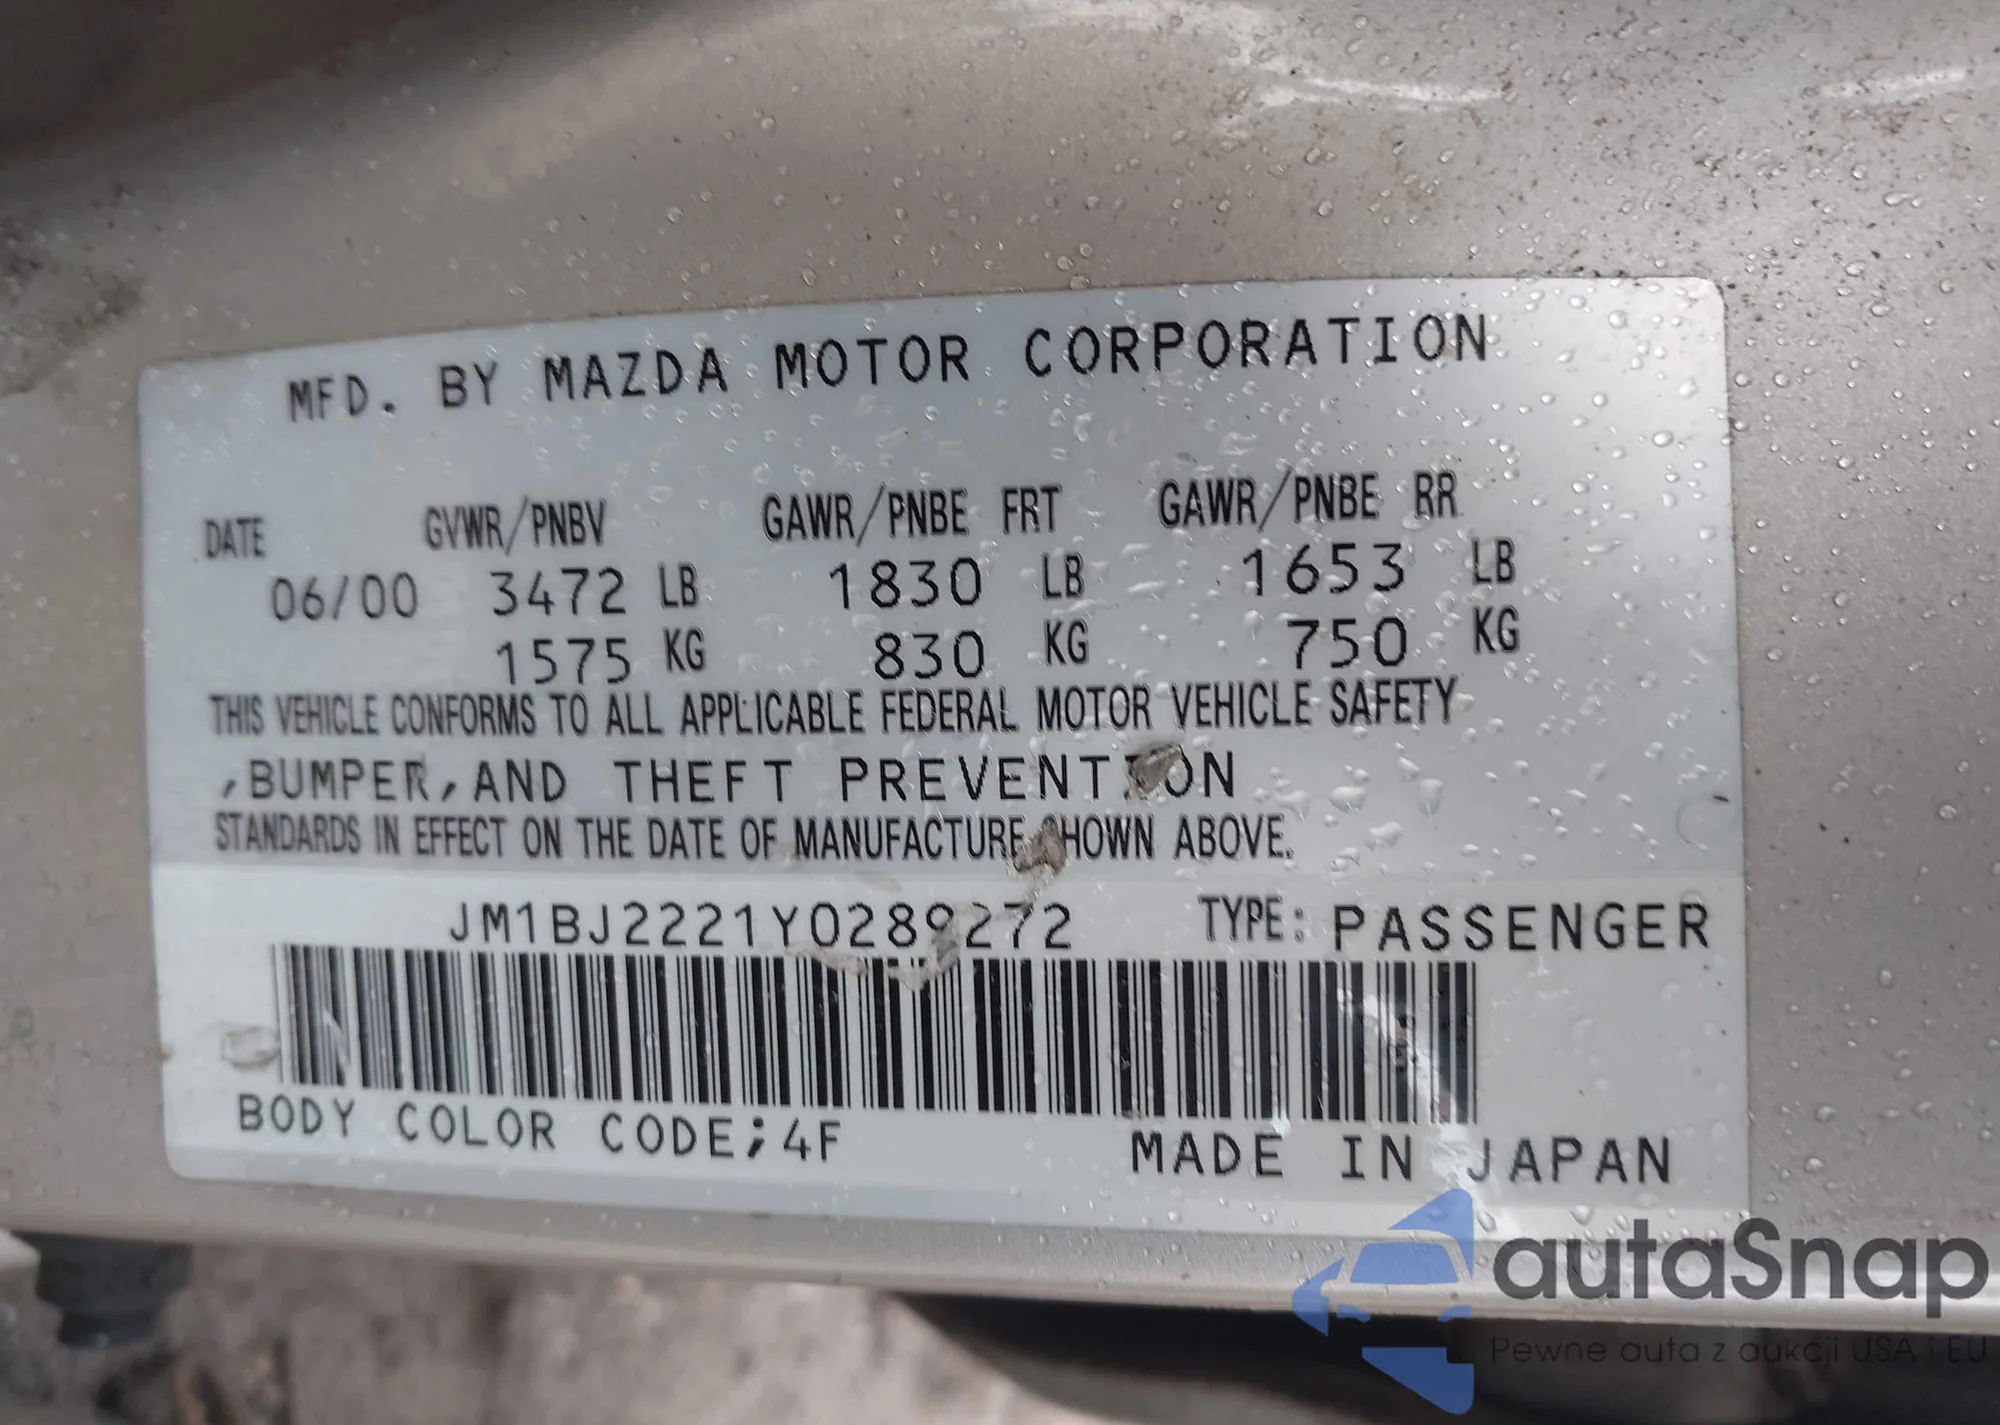 MFD. BY MAZDA MOTOR CORPORATION
DATE GVWR/PNBV GAWR/PNBE FRT GAWR/PNBE RR
06/00 3472 LB 1830 LB 1653 LB
1575 KG 830 KG 750 KG
THIS VEHICLE CONFORMS TO ALL APPLICABLE FEDERAL MOTOR VEHICLE SAFETY
,BUMPER,AND THEFT PREVENTION
STANDARDS IN EFFECT ON THE DATE OF MANUFACTURE SHOWN ABOVE.
JM1BJ2221Y0289272 TYPE: PASSENGER
BODY COLOR CODE;4F MADE IN JAPAN
autaSnap
Pewne auta z aukcji USA i EU